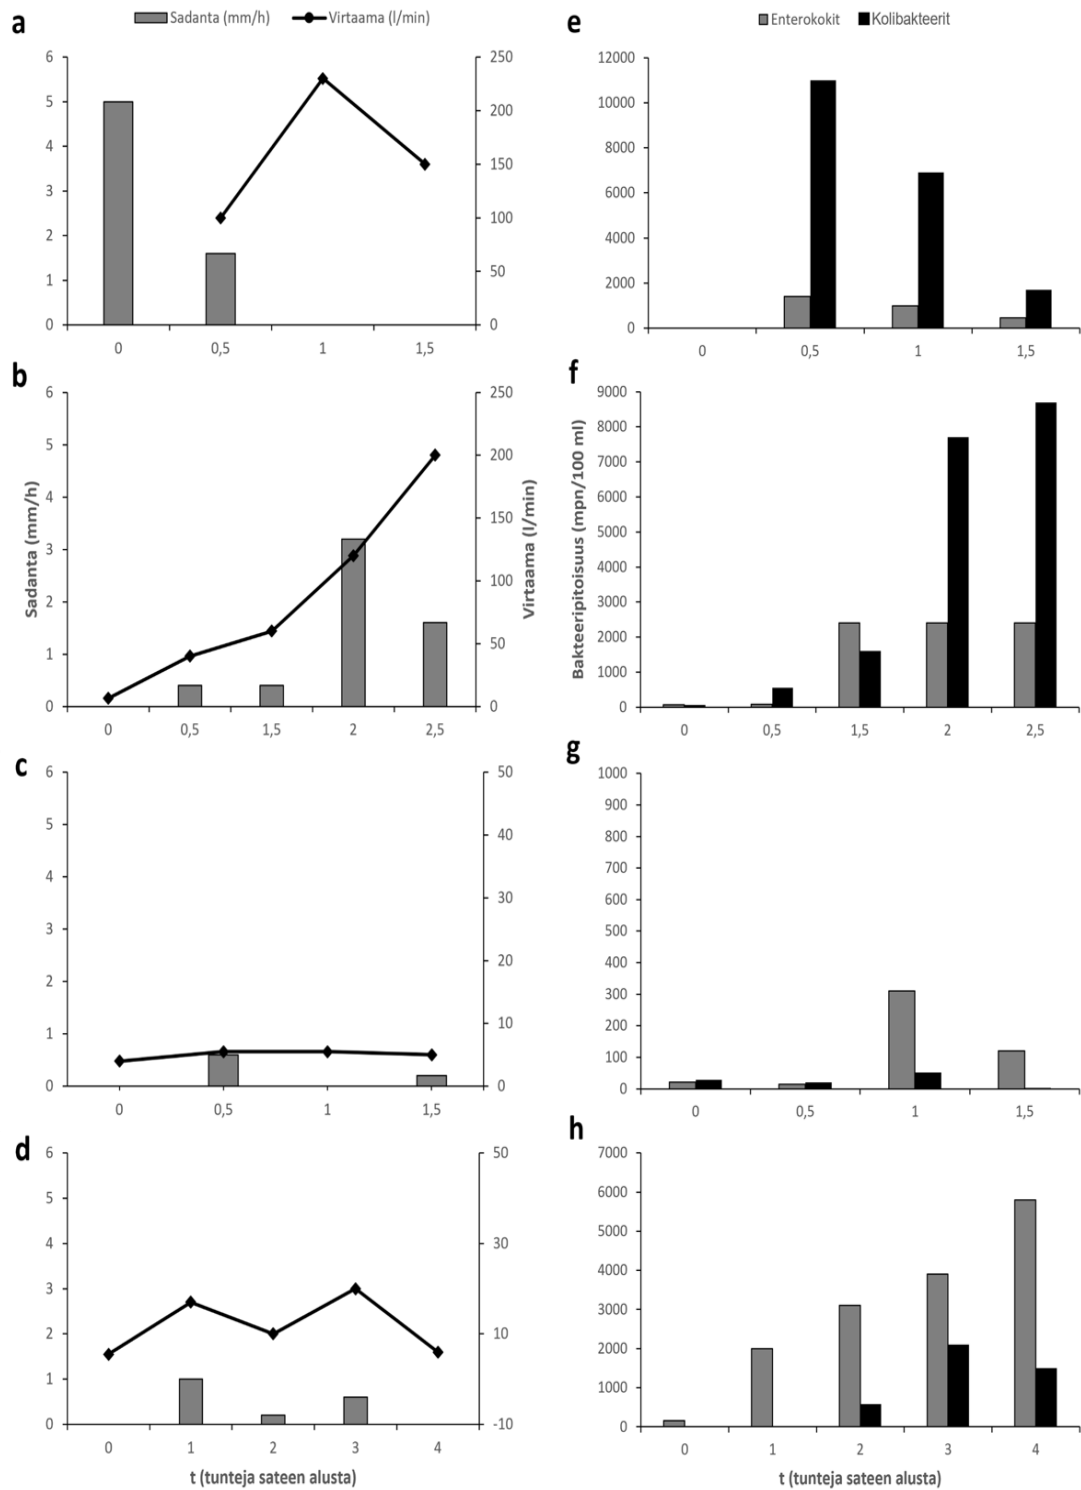 a
Sadanta (mm/h) Virtaama (l/min)
6 250
5 200
4 150
3
2 100
1 50
0 0
0 0,5 1 1,5
e
Enterokokit Kolibakteerit
12000
10000
8000
6000
4000
2000
0
0 0,5 1 1,5
b
6 250
5 200
4 150
3
2 100
1 50
0 0
0 0,5 1,5 2 2,5
Sadanta (mm/h)
Virtaama (l/min)
f
9000
8000
7000
6000
5000
4000
3000
2000
1000
0
0 0,5 1,5 2 2,5
Bakteeripitoisuus (mpn/100 ml)
c
6 50
5 40
4
3 30
2 20
1 10
0 0
0 0,5 1 1,5
g
1000
900
800
700
600
500
400
300
200
100
0
0 0,5 1 1,5
d
6 50
5
4 30
3
2 10
1
0 -10
0 1 2 3 4
t (tunteja sateen alusta)
h
7000
6000
5000
4000
3000
2000
1000
0
0 1 2 3 4
t (tunteja sateen alusta)